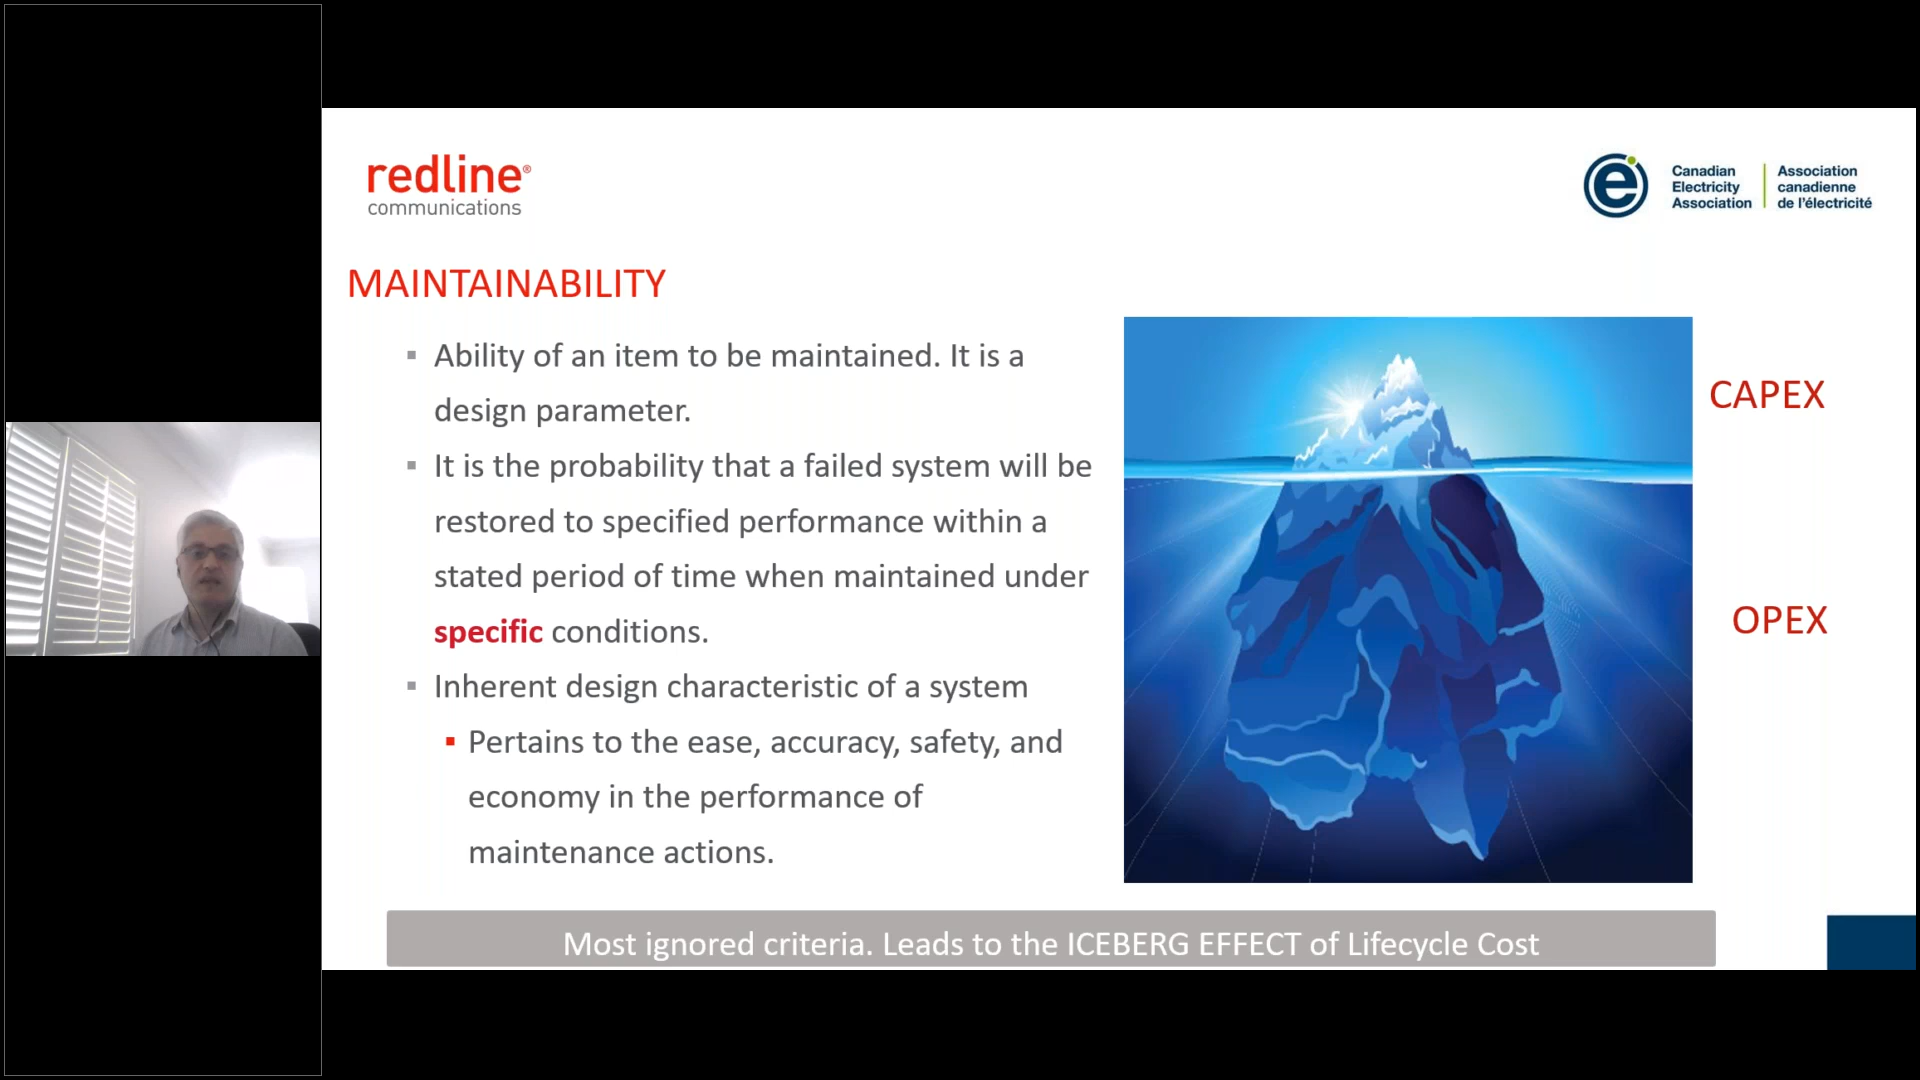 redline®
communications
Canadian
Electricity
Association
Association
canadienne
de l'électricité
MAINTAINABILITY
Ability of an item to be maintained. It is a
design parameter.
It is the probability that a failed system will be
restored to specified performance within a
stated period of time when maintained under
specific conditions.
Inherent design characteristic of a system
Pertains to the ease, accuracy, safety, and
economy in the performance of
maintenance actions.
CAPEX
OPEX
Most ignored criteria. Leads to the ICEBERG EFFECT of Lifecycle Cost